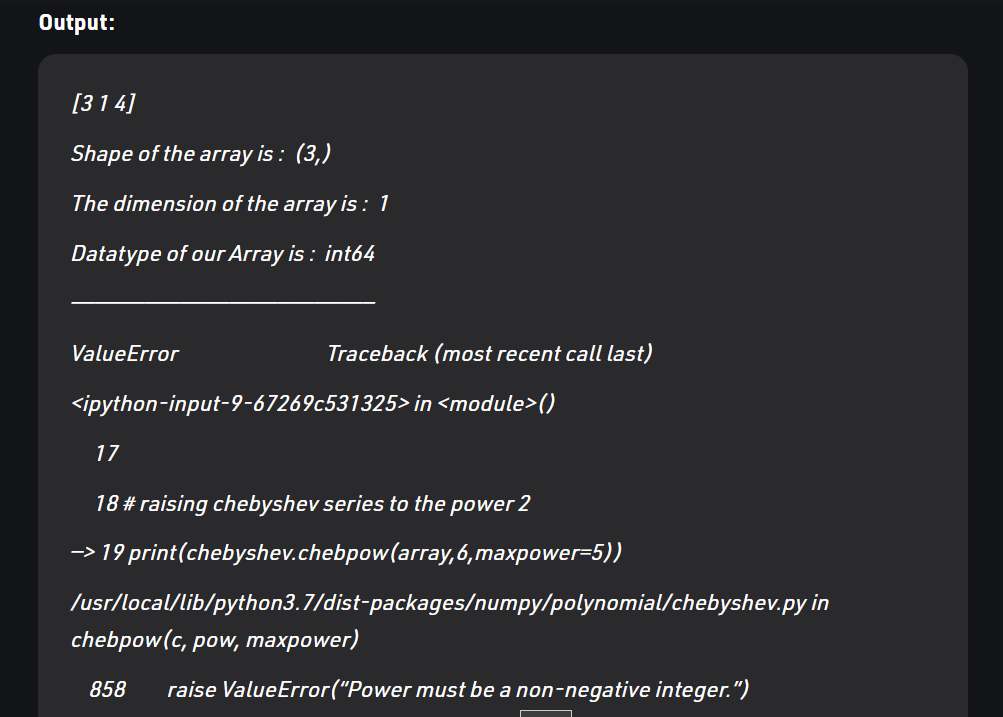 Output:
[3 1 4]
Shape of the array is :  (3,)
The dimension of the array is :  1
Datatype of our Array is :  int64
—————————————————————————
ValueError                         Traceback (most recent call last)
<ipython-input-9-67269c531325> in <module>()
17
18 # raising chebyshev series to the power 2
—> 19 print(chebyshev.chebpow(array,6,maxpower=5))
/usr/local/lib/python3.7/dist-packages/numpy/polynomial/chebyshev.py in
chebpow(c, pow, maxpower)
858       raise ValueError(“Power must be a non-negative integer.”)